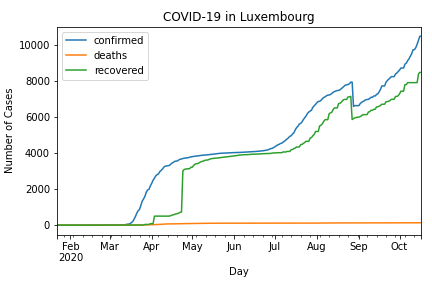 COVID-19 in Luxembourg
confirmed
deaths
recovered
Number of Cases
10000
8000
6000
4000
2000
0
Feb Mar Apr May Jun Jul Aug Sep Oct
2020
Day